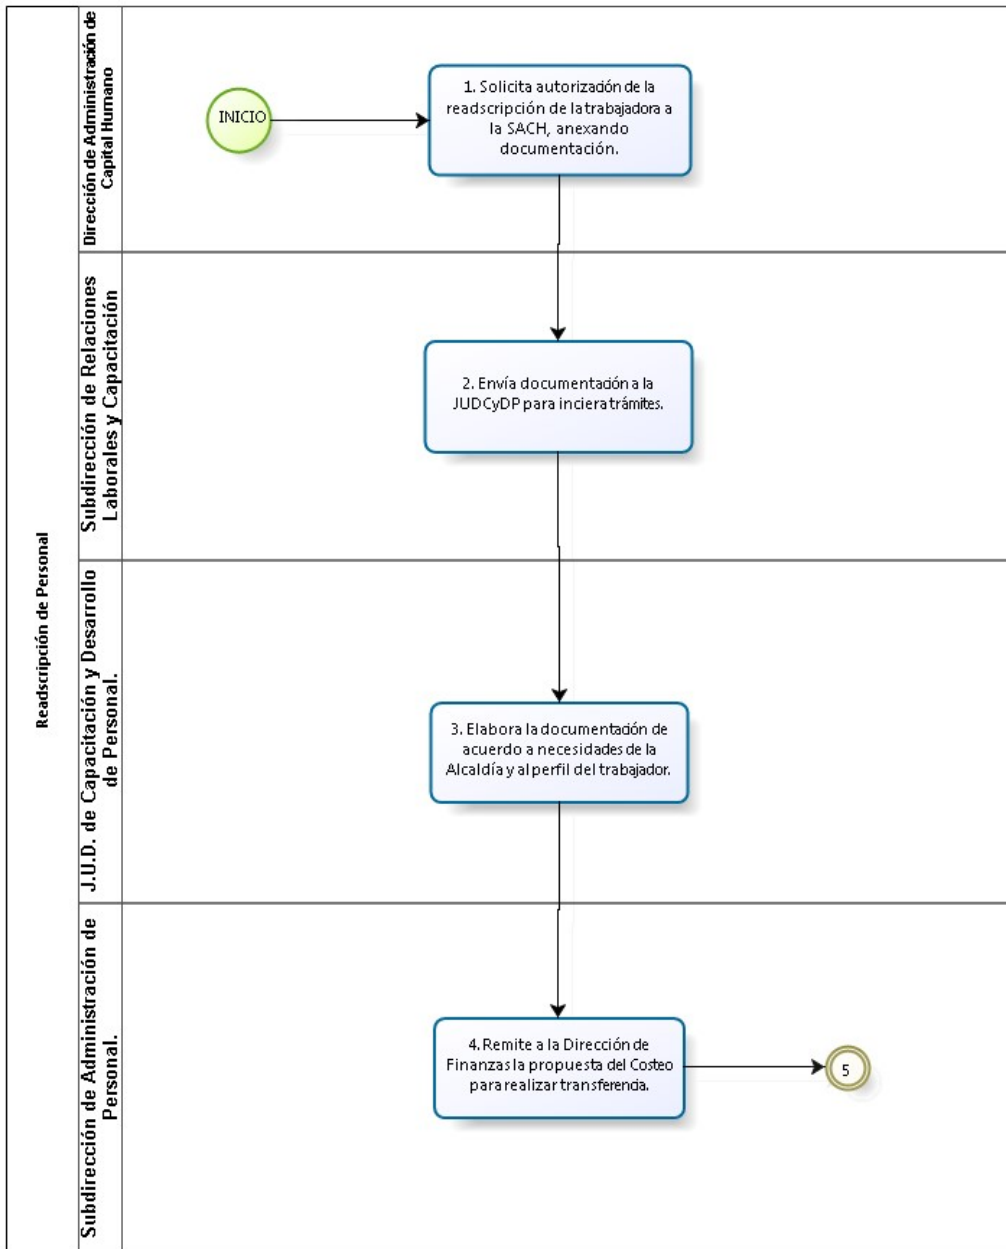 Readscripción de Personal
Dirección de Administración de
Capital Humano
INICIO
1. Solicita autorización de la
readscripción de la trabajadora a
la SACH, anexando
documentación.
Subdirección de Relaciones
Laborales y Capacitación
2. Envía documentación a la
JUDCyDP para inciera trámites.
J.U.D. de Capacitación y Desarrollo
de Personal.
3. Elabora la documentación de
acuerdo a necesidades de la
Alcaldía y al perfil del trabajador.
Subdirección de Administración de
Personal.
4. Remite a la Dirección de
Finanzas la propuesta del Costeo
para realizar transferencia.
5